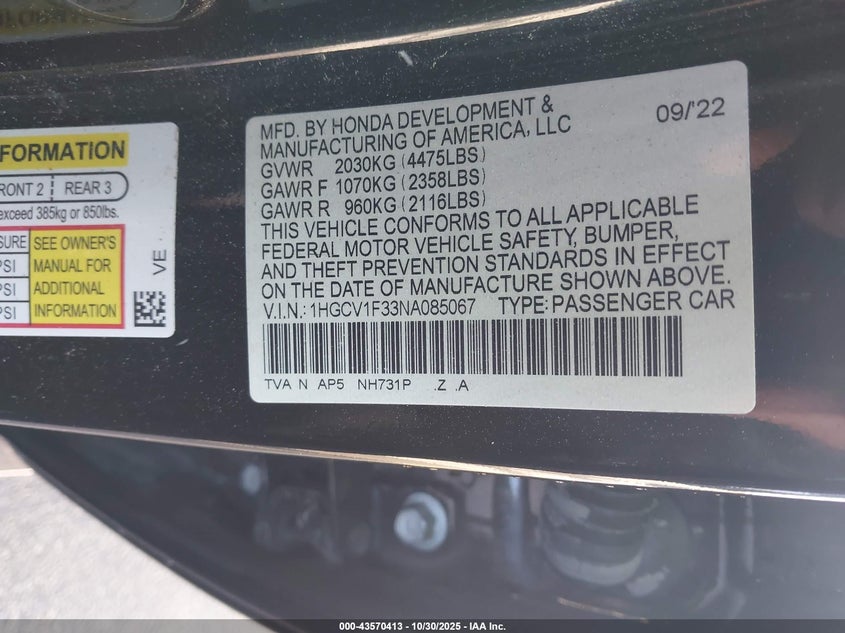 FORMATION
RONT 2 REAR 3
exceed 385kg or 850lbs.
SURE SEE OWNER'S
PSI MANUAL FOR
PSI ADDITIONAL
PSI INFORMATION
VE
MFD. BY HONDA DEVELOPMENT & 09/'22
MANUFACTURING OF AMERICA, LLC
GVWR 2030KG (4475LBS)
GAWR F 1070KG (2358LBS)
GAWR R 960KG (2116LBS)
THIS VEHICLE CONFORMS TO ALL APPLICABLE
FEDERAL MOTOR VEHICLE SAFETY, BUMPER,
AND THEFT PREVENTION STANDARDS IN EFFECT
ON THE DATE OF MANUFACTURE SHOWN ABOVE.
V.I.N.: 1HGCV1F33NA085067 TYPE: PASSENGER CAR
TVA N AP5 NH731P .Z .A
000-43570413 - 10/30/2025 - IAA Inc.